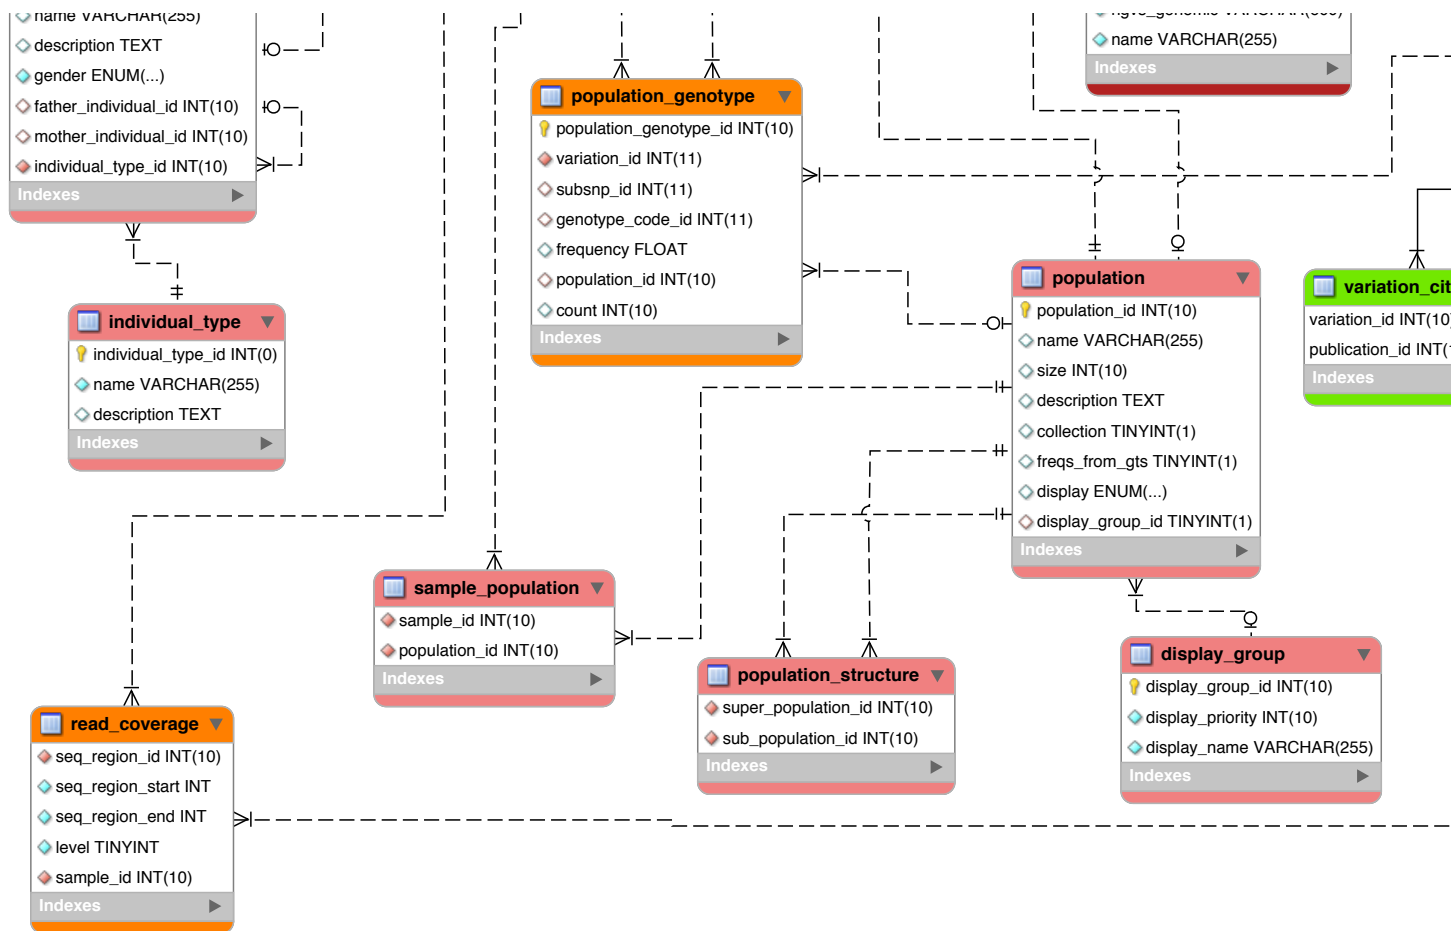 name VARCHAR(255)
description TEXT
gender ENUM(...)
father_individual_id INT(10)
mother_individual_id INT(10)
individual_type_id INT(10)
Indexes
individual_type
individual_type_id INT(0)
name VARCHAR(255)
description TEXT
Indexes
population_genotype
population_genotype_id INT(10)
variation_id INT(11)
subsnp_id INT(11)
genotype_code_id INT(11)
frequency FLOAT
population_id INT(10)
count INT(10)
Indexes
name VARCHAR(255)
Indexes
population
population_id INT(10)
name VARCHAR(255)
size INT(10)
description TEXT
collection TINYINT(1)
freqs_from_gts TINYINT(1)
display ENUM(...)
display_group_id TINYINT(1)
Indexes
variation_cit
variation_id INT(10)
publication_id INT(
Indexes
sample_population
sample_id INT(10)
population_id INT(10)
Indexes
population_structure
super_population_id INT(10)
sub_population_id INT(10)
Indexes
display_group
display_group_id INT(10)
display_priority INT(10)
display_name VARCHAR(255)
Indexes
read_coverage
seq_region_id INT(10)
seq_region_start INT
seq_region_end INT
level TINYINT
sample_id INT(10)
Indexes